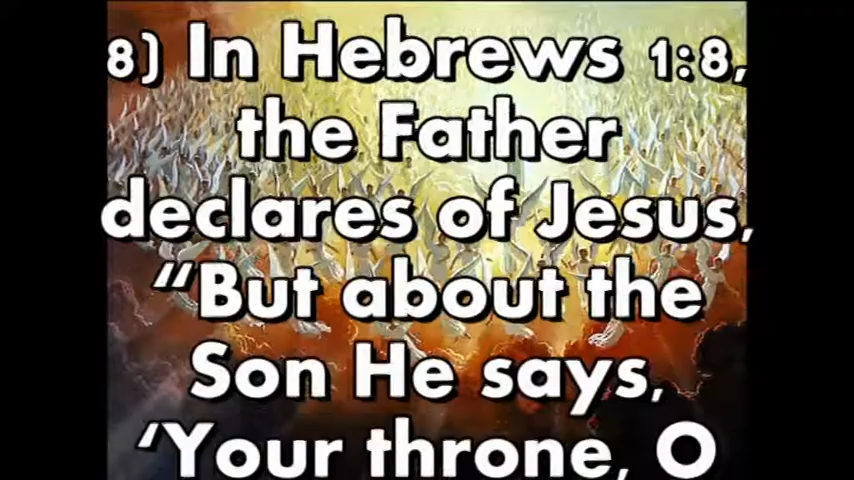 8) In Hebrews 1:8,
the Father
declares of Jesus,
“But about the
Son He says,
‘Your throne, O